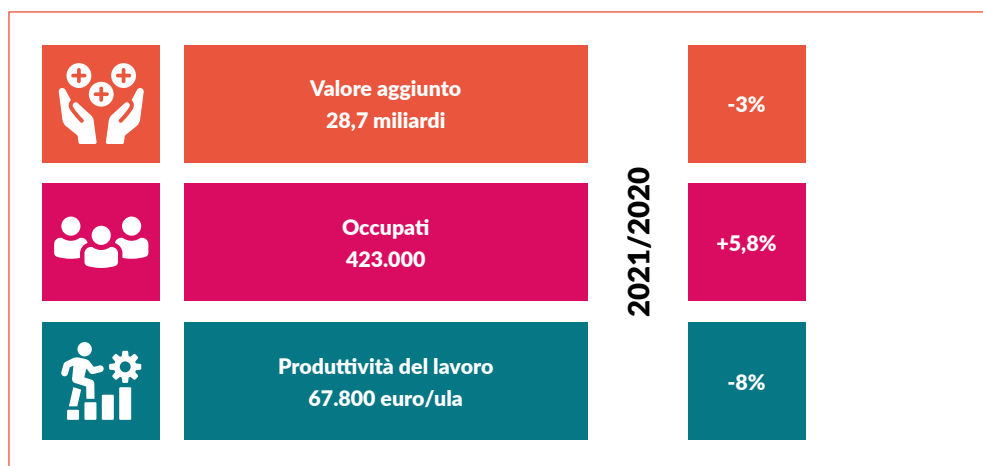 Valore aggiunto
28,7 miliardi
-3%
2021/2020
Occupati
423.000
+5,8%
Produttività del lavoro
67.800 euro/ula
-8%